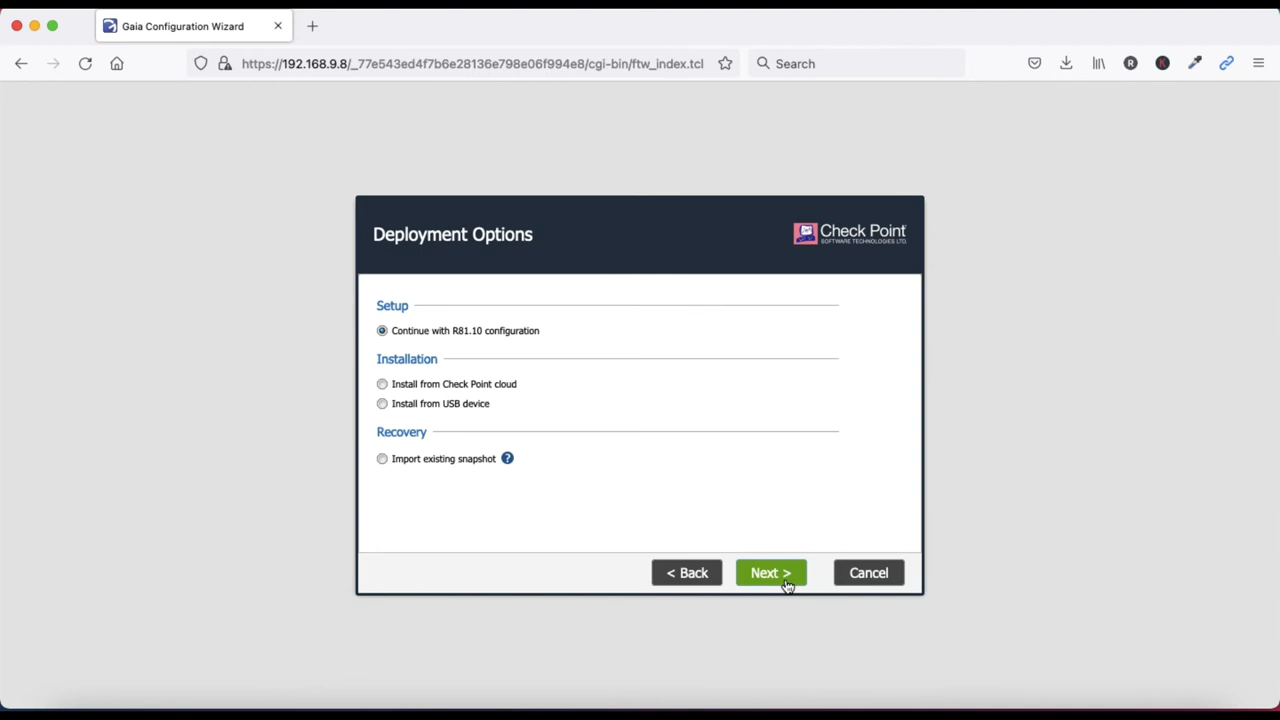 Gaia Configuration Wizard
https://192.168.9.8/_77e543ed4f7b6e28136e798e06f994e8/cgi-bin/ftw_index.tcl
Search
R
K
Deployment Options
Check Point
SOFTWARE TECHNOLOGIES LTD.
Setup
Continue with R81.10 configuration
Installation
Install from Check Point cloud
Install from USB device
Recovery
Import existing snapshot ?
< Back
Next >
Cancel